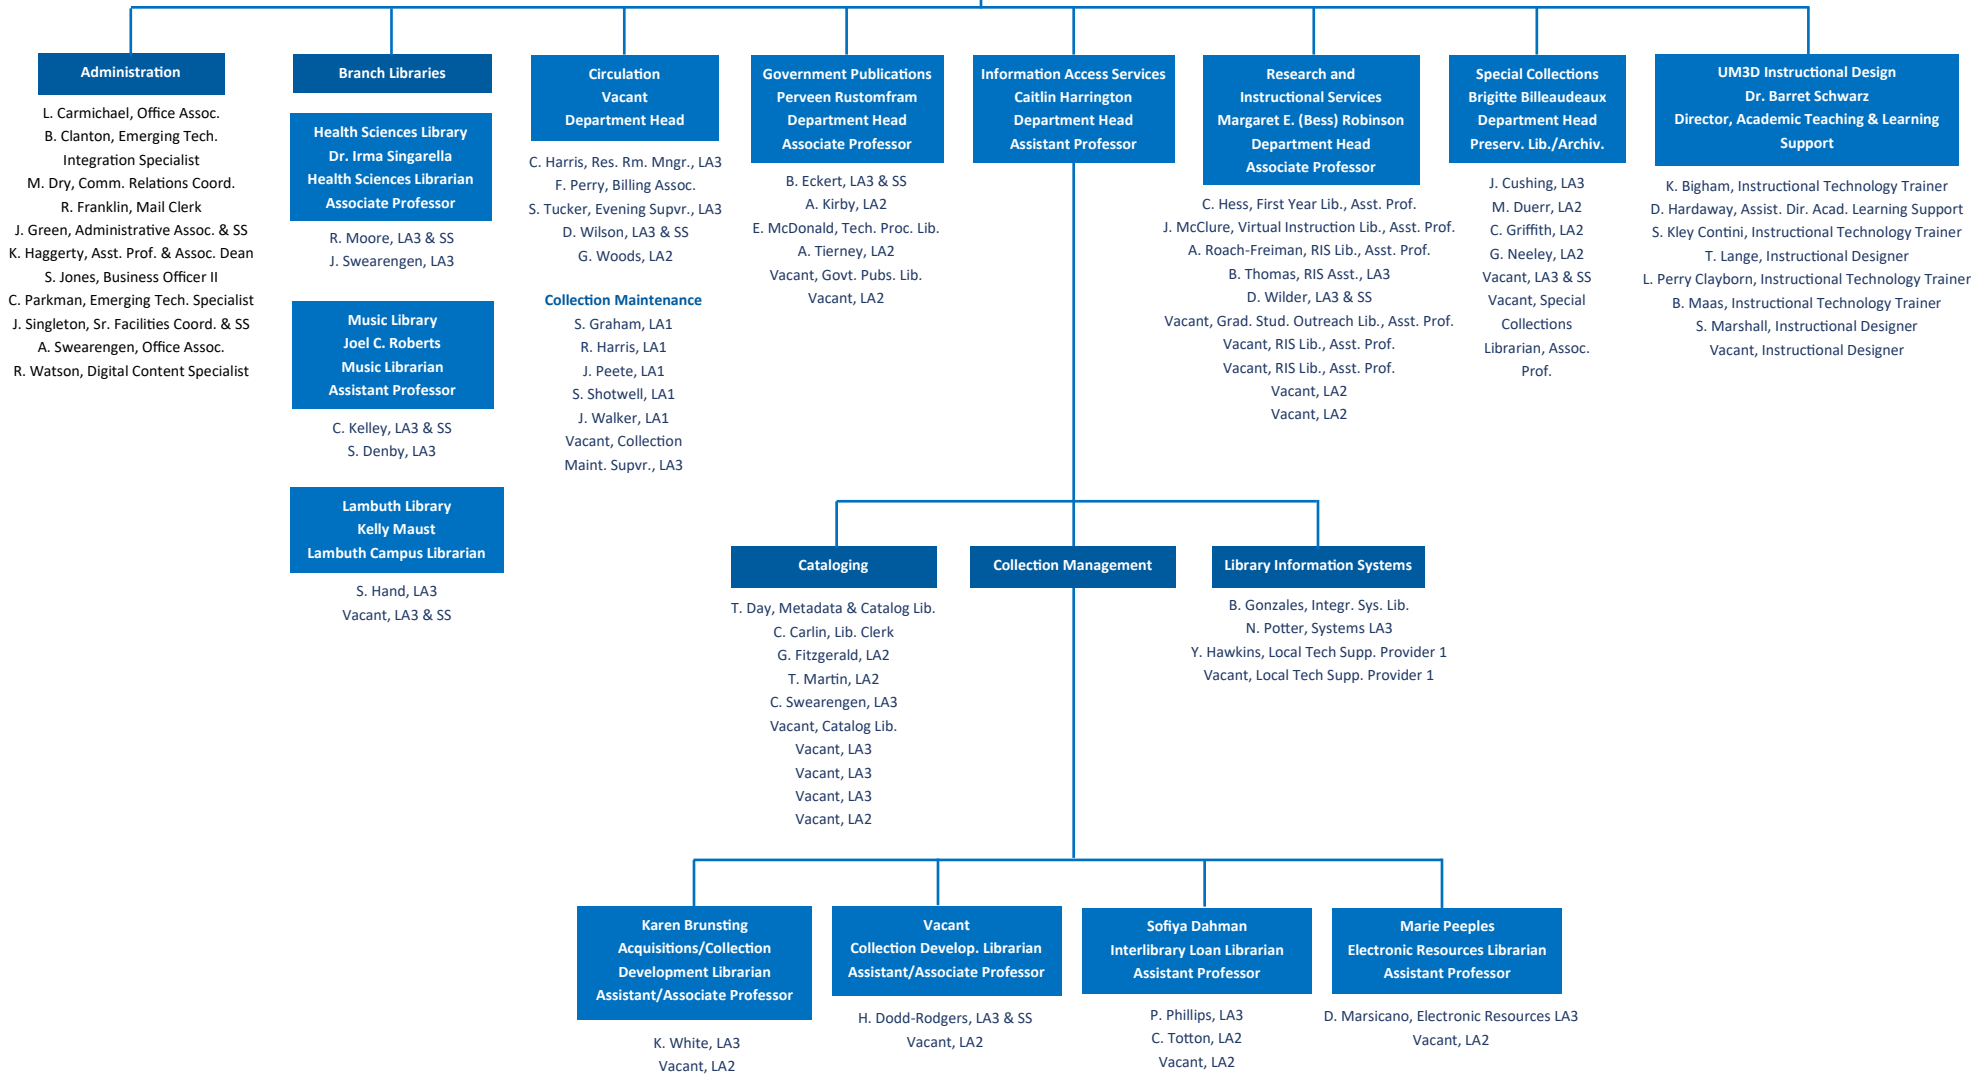 Administration
L. Carmichael, Office Assoc.
B. Clanton, Emerging Tech.
Integration Specialist
M. Dry, Comm. Relations Coord.
R. Franklin, Mail Clerk
J. Green, Administrative Assoc. & SS
K. Haggerty, Asst. Prof. & Assoc. Dean
S. Jones, Business Officer II
C. Parkman, Emerging Tech. Specialist
J. Singleton, Sr. Facilities Coord. & SS
A. Swearengen, Office Assoc.
R. Watson, Digital Content Specialist
Branch Libraries
Health Sciences Library
Dr. Irma Singarella
Health Sciences Librarian
Associate Professor
R. Moore, LA3 & SS
J. Swearengen, LA3
Music Library
Joel C. Roberts
Music Librarian
Assistant Professor
C. Kelley, LA3 & SS
S. Denby, LA3
Lambuth Library
Kelly Maust
Lambuth Campus Librarian
S. Hand, LA3
Vacant, LA3 & SS
Circulation
Vacant
Department Head
C. Harris, Res. Rm. Mngr., LA3
F. Perry, Billing Assoc.
S. Tucker, Evening Supvr., LA3
D. Wilson, LA3 & SS
G. Woods, LA2
Collection Maintenance
S. Graham, LA1
R. Harris, LA1
J. Peete, LA1
S. Shotwell, LA1
J. Walker, LA1
Vacant, Collection
Maint. Supvr., LA3
Government Publications
Perveen Rustomfram
Department Head
Associate Professor
B. Eckert, LA3 & SS
A. Kirby, LA2
E. McDonald, Tech. Proc. Lib.
A. Tierney, LA2
Vacant, Govt. Pubs. Lib.
Vacant, LA2
Information Access Services
Caitlin Harrington
Department Head
Assistant Professor
Research and
Instructional Services
Margaret E. (Bess) Robinson
Department Head
Associate Professor
C. Hess, First Year Lib., Asst. Prof.
J. McClure, Virtual Instruction Lib., Asst. Prof.
A. Roach-Freiman, RIS Lib., Asst. Prof.
B. Thomas, RIS Asst., LA3
D. Wilder, LA3 & SS
Vacant, Grad. Stud. Outreach Lib., Asst. Prof.
Vacant, RIS Lib., Asst. Prof.
Vacant, RIS Lib., Asst. Prof.
Vacant, LA2
Vacant, LA2
Special Collections
Brigitte Billeaudeaux
Department Head
Preserv. Lib./Archiv.
J. Cushing, LA3
M. Duerr, LA2
C. Griffith, LA2
G. Neeley, LA2
Vacant, LA3 & SS
Vacant, Special
Collections
Librarian, Assoc.
Prof.
UM3D Instructional Design
Dr. Barret Schwarz
Director, Academic Teaching & Learning
Support
K. Bigham, Instructional Technology Trainer
D. Hardaway, Assist. Dir. Acad. Learning Support
S. Kley Contini, Instructional Technology Trainer
T. Lange, Instructional Designer
L. Perry Clayborn, Instructional Technology Trainer
B. Maas, Instructional Technology Trainer
S. Marshall, Instructional Designer
Vacant, Instructional Designer
Cataloging
T. Day, Metadata & Catalog Lib.
C. Carlin, Lib. Clerk
G. Fitzgerald, LA2
T. Martin, LA2
C. Swearengen, LA3
Vacant, Catalog Lib.
Vacant, LA3
Vacant, LA3
Vacant, LA3
Vacant, LA2
Collection Management
Library Information Systems
B. Gonzales, Integr. Sys. Lib.
N. Potter, Systems LA3
Y. Hawkins, Local Tech Supp. Provider 1
Vacant, Local Tech Supp. Provider 1
Karen Brunsting
Acquisitions/Collection
Development Librarian
Assistant/Associate Professor
K. White, LA3
Vacant, LA2
Vacant
Collection Develop. Librarian
Assistant/Associate Professor
H. Dodd-Rodgers, LA3 & SS
Vacant, LA2
Sofiya Dahman
Interlibrary Loan Librarian
Assistant Professor
P. Phillips, LA3
C. Totton, LA2
Vacant, LA2
Marie Peeples
Electronic Resources Librarian
Assistant Professor
D. Marsicano, Electronic Resources LA3
Vacant, LA2